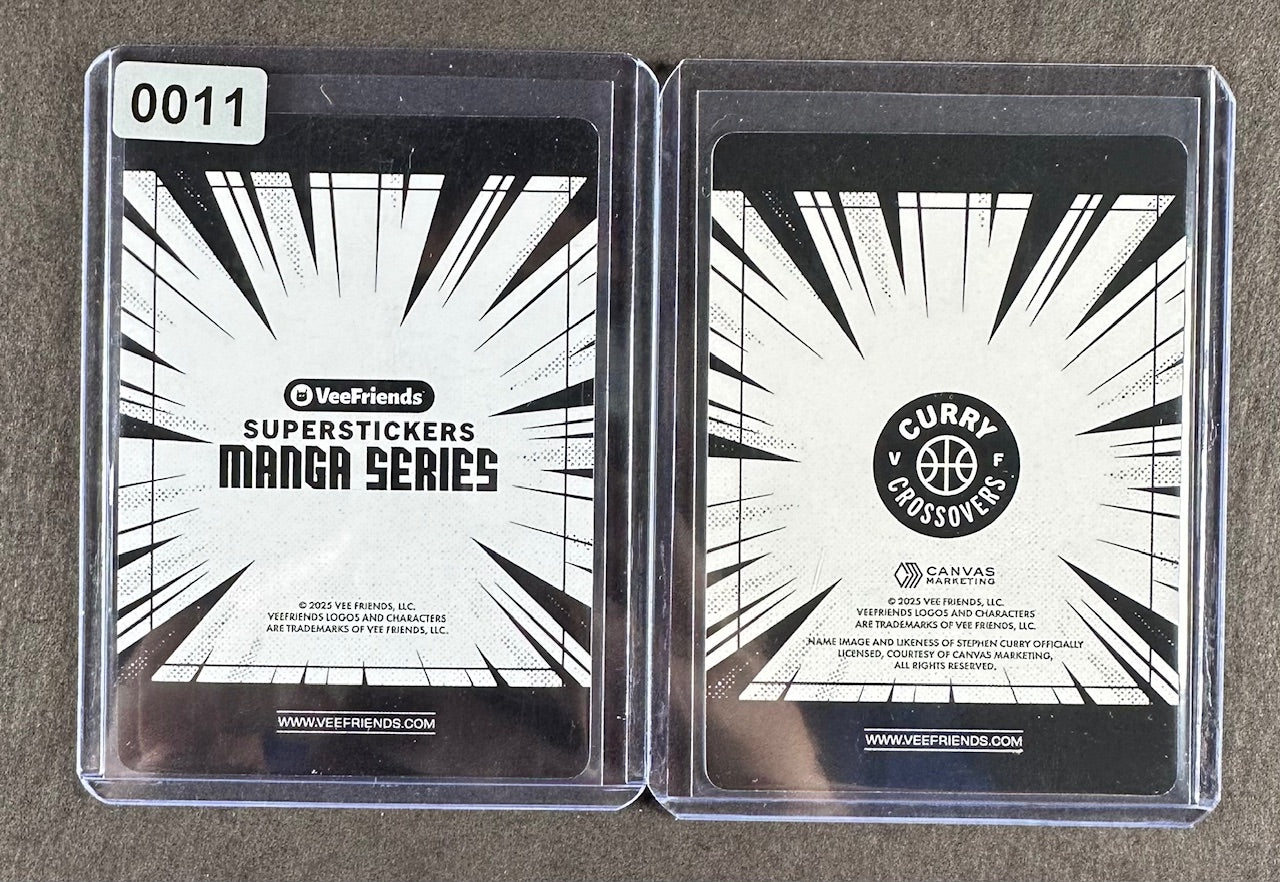 0011
VeeFriends
SUPERSTICKERS
MANGA SERIES
© 2025 VEE FRIENDS, LLC.
VEEFRIENDS LOGOS AND CHARACTERS
ARE TRADEMARKS OF VEE FRIENDS, LLC.
WWW.VEEFRIENDS.COM
CURRY
V F
CROSSOVERS
CANVAS
MARKETING
© 2025 VEE FRIENDS, LLC.
VEEFRIENDS LOGOS AND CHARACTERS
ARE TRADEMARKS OF VEE FRIENDS, LLC.
NAME IMAGE AND LIKENESS OF STEPHEN CURRY OFFICIALLY
LICENSED, COURTESY OF CANVAS MARKETING,
ALL RIGHTS RESERVED.
WWW.VEEFRIENDS.COM